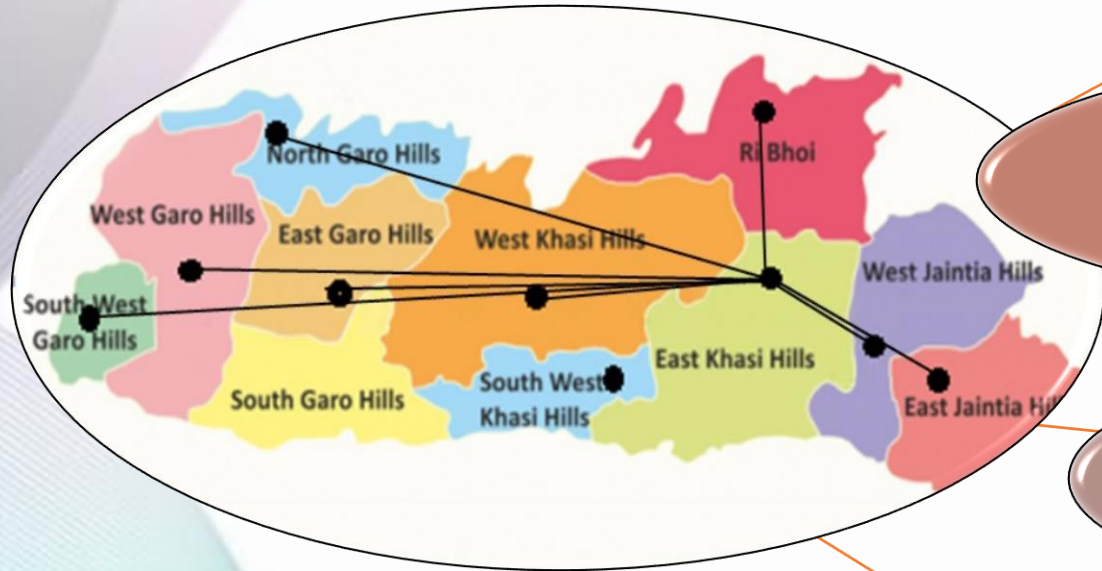 North Garo Hills
Ri Bhoi
West Garo Hills
East Garo Hills
West Khasi Hills
West Jaintia Hills
South West
Garo Hills
East Khasi Hills
South West
Khasi Hills
South Garo Hills
East Jaintia Hil